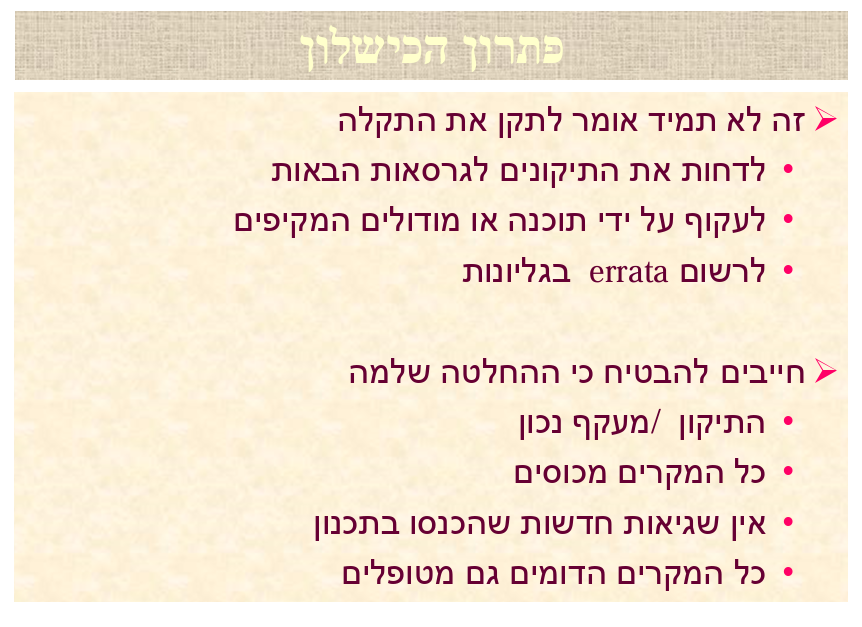 פתרון הכישלון
זה לא תמיד אומר לתקן את התקלה
לדחות את התיקונים לגרסאות הבאות
לעקוף על ידי תוכנה או מודולים המקיפים
לרשום errata בגליונות
חייבים להבטיח כי ההחלטה שלמה
התיקון /מעקף נכון
כל המקרים מכוסים
אין שגיאות חדשות שהכנסו בתכנון
כל המקרים הדומים גם מטופלים